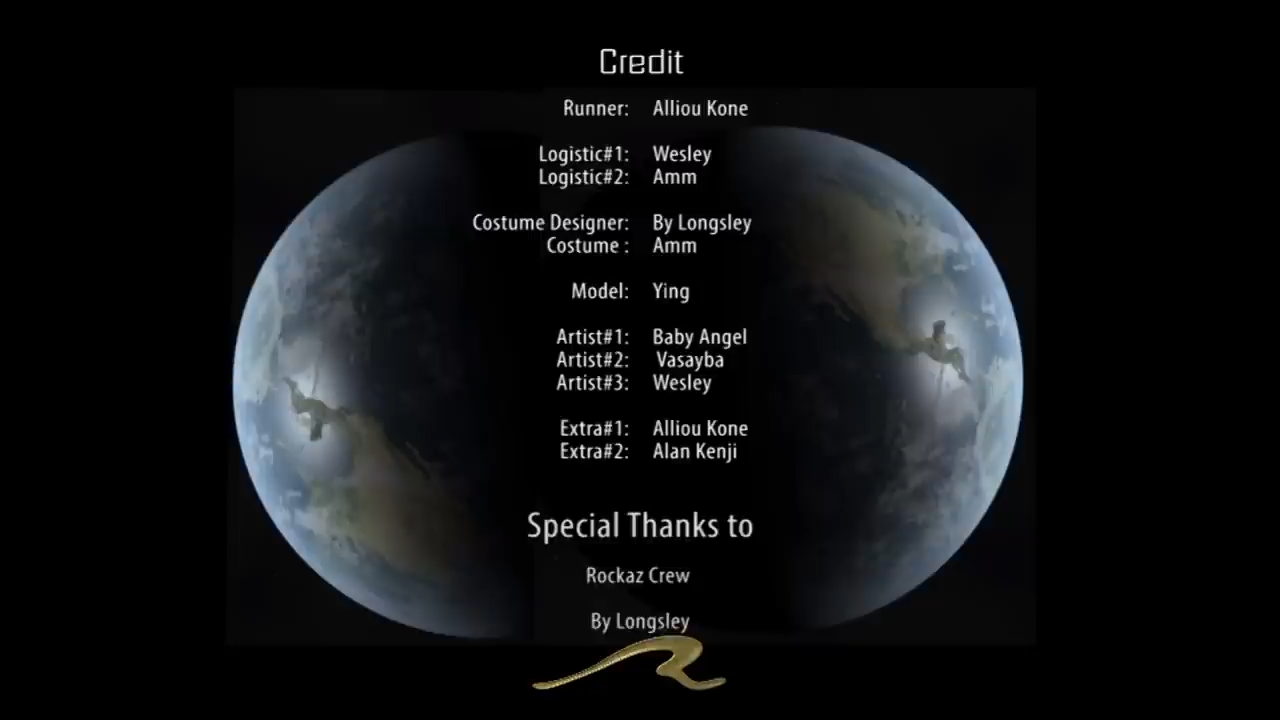 Credit
Runner: Alliou Kone
Logistic#1: Wesley
Logistic#2: Amm
Costume Designer: By Longsley
Costume : Amm
Model: Ying
Artist#1: Baby Angel
Artist#2: Vasayba
Artist#3: Wesley
Extra#1: Alliou Kone
Extra#2: Alan Kenji
Special Thanks to
Rockaz Crew
By Longsley